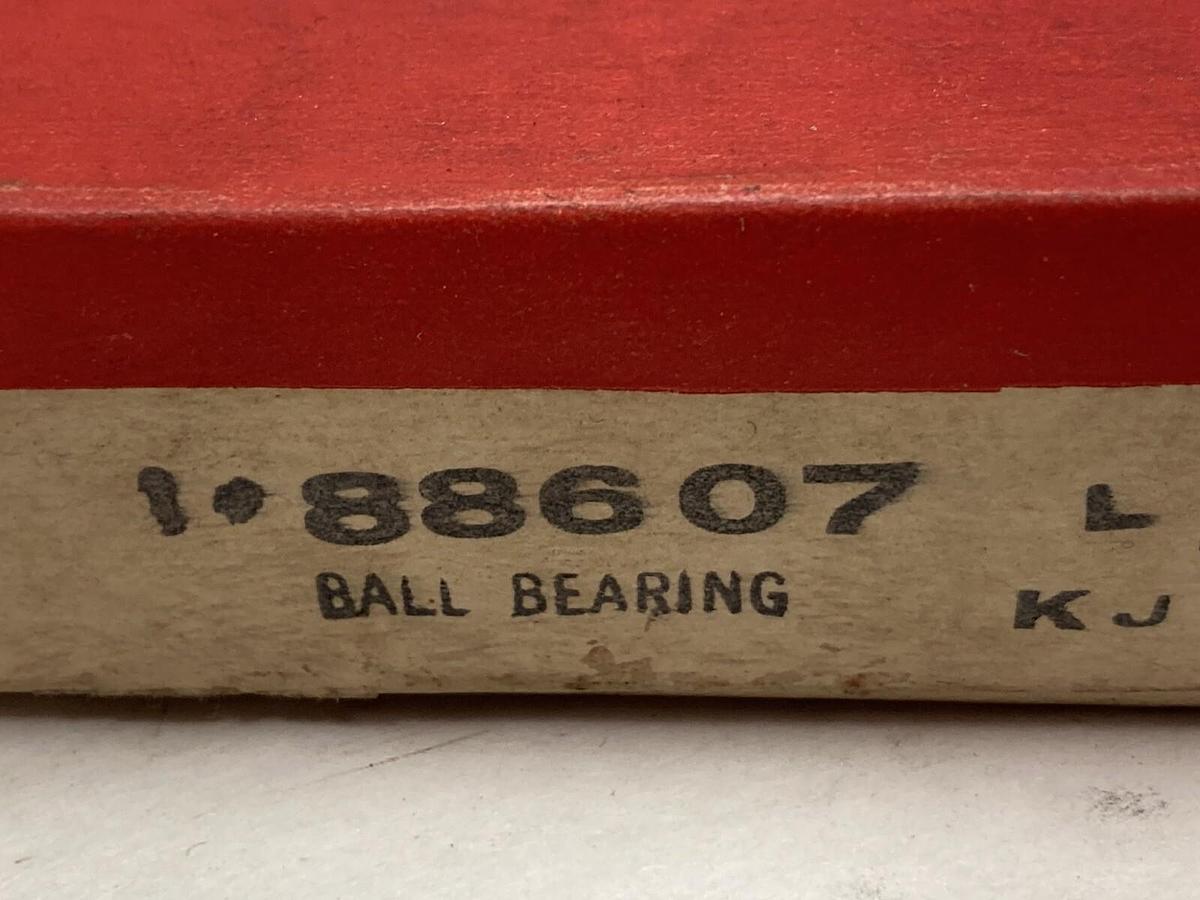 1•88607 L
BALL BEARING KJ